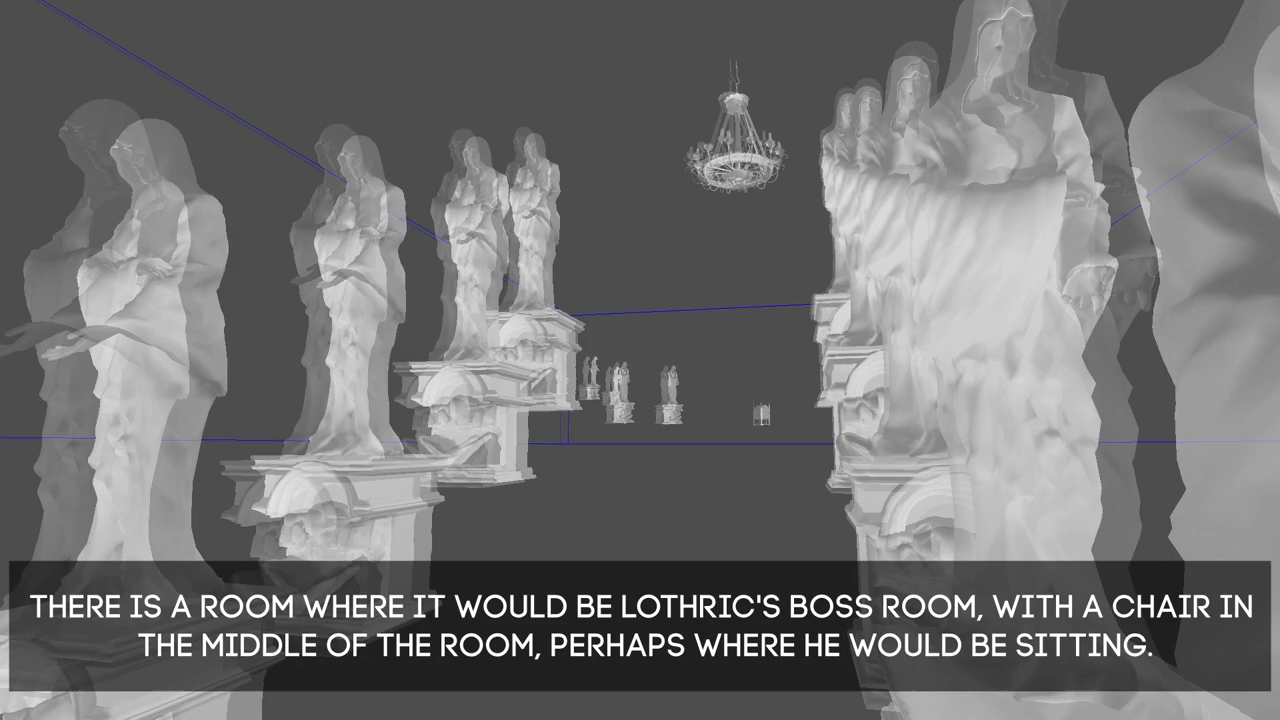 THERE IS A ROOM WHERE IT WOULD BE LOTHRIC'S BOSS ROOM, WITH A CHAIR IN
THE MIDDLE OF THE ROOM, PERHAPS WHERE HE WOULD BE SITTING.